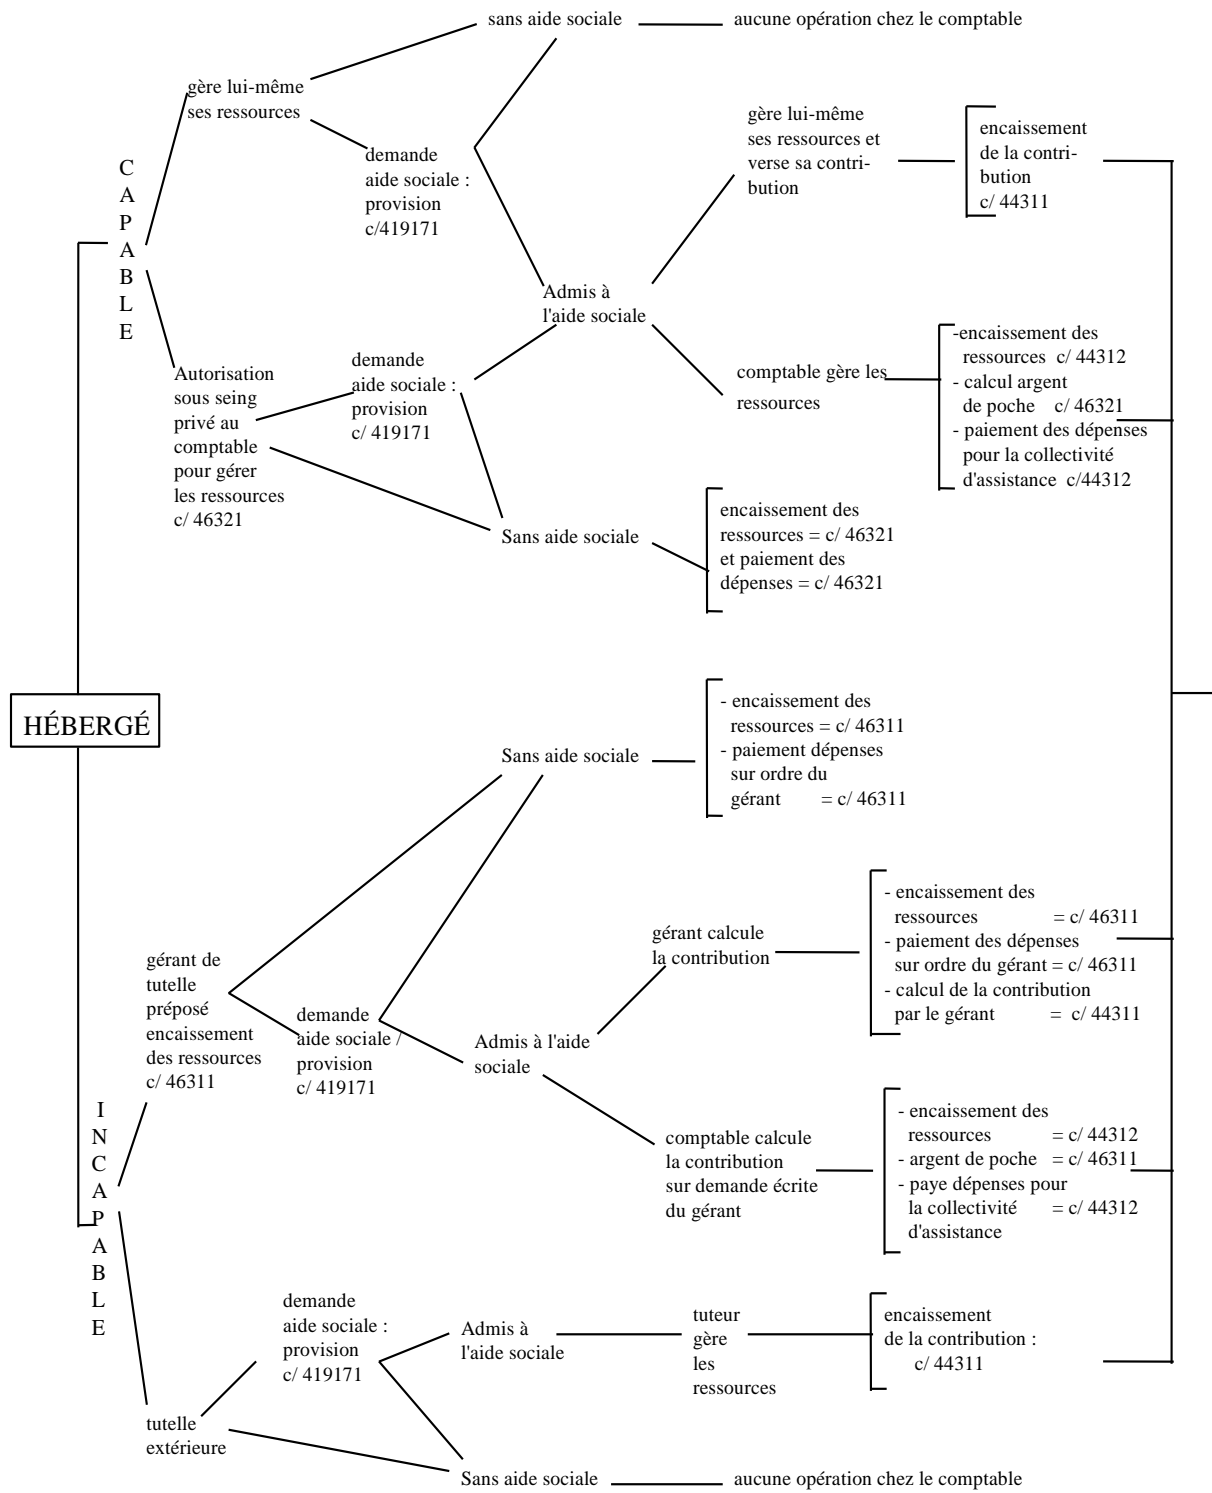 sans aide sociale
aucune opération chez le comptable
gère lui-même
ses ressources
demande
aide sociale :
provision
c/419171
gère lui-même
ses ressources et
verse sa contri-
bution
encaissement
de la contri-
bution
c/ 44311
C
A
P
A
B
L
E
Admis à
l'aide sociale
Autorisation
sous seing
privé au
comptable
pour gérer
les ressources
c/ 46321
demande
aide sociale :
provision
c/ 419171
comptable gère les
ressources
-encaissement des
ressources c/ 44312
- calcul argent
de poche c/ 46321
- paiement des dépenses
pour la collectivité
d'assistance c/44312
Sans aide sociale
encaissement des
ressources = c/ 46321
et paiement des
dépenses = c/ 46321
HÉBERGÉ
Sans aide sociale
- encaissement des
ressources = c/ 46311
- paiement dépenses
sur ordre du
gérant = c/ 46311
gérant de
tutelle
préposé
encaissement
des ressources
c/ 46311
demande
aide sociale /
provision
c/ 419171
Admis à l'aide
sociale
gérant calcule
la contribution
- encaissement des
ressources = c/ 46311
- paiement des dépenses
sur ordre du gérant = c/ 46311
- calcul de la contribution
par le gérant = c/ 44311
comptable calcule
la contribution
sur demande écrite
du gérant
- encaissement des
ressources = c/ 44312
- argent de poche = c/ 46311
- paye dépenses pour
la collectivité = c/ 44312
d'assistance
I
N
C
A
P
A
B
L
E
demande
aide sociale :
provision
c/ 419171
Admis à
l'aide sociale
tuteur
gère
les
ressources
encaissement
de la contribution :
c/ 44311
tutelle
extérieure
Sans aide sociale
aucune opération chez le comptable